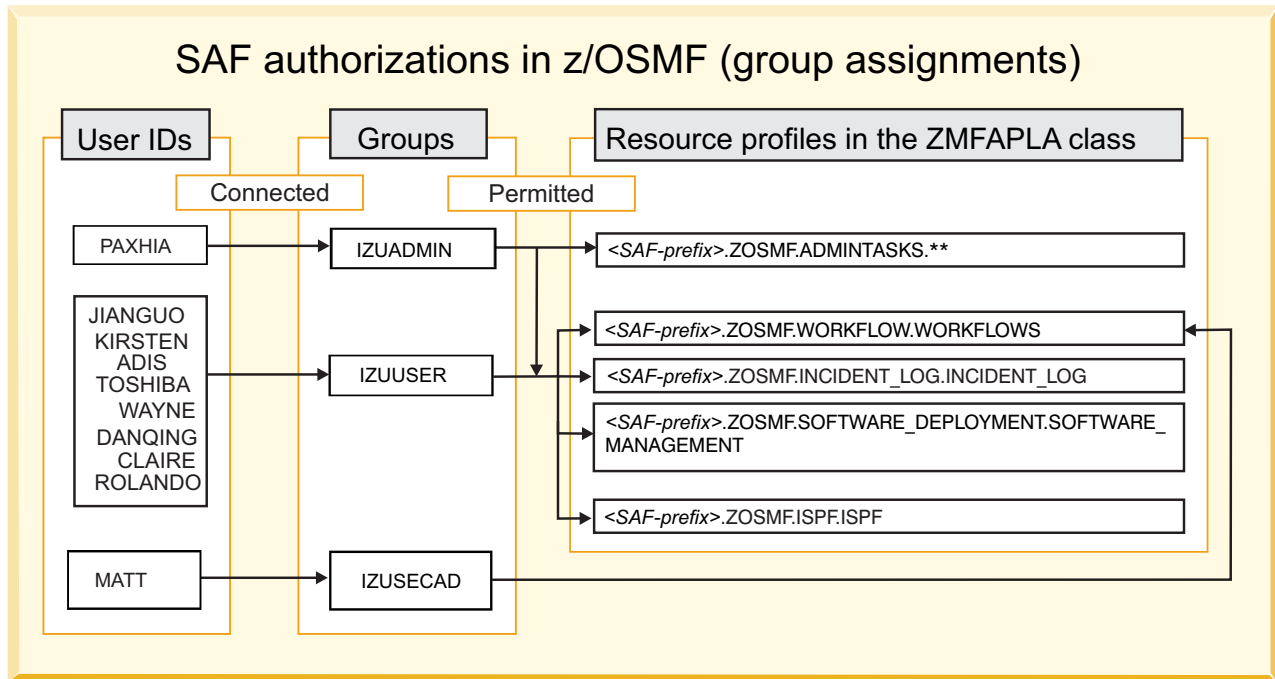 SAF authorizations in z/OSMF (group assignments)
User IDs
Groups
Resource profiles in the ZMFAPLA class
Connected
Permitted
PAXHIA
IZUADMIN
<SAF-prefix>.ZOSMF.ADMINTASKS.**
JIANGUO
KIRSTEN
ADIS
TOSHIBA
WAYNE
DANQING
CLAIRE
ROLANDO
IZUUSER
<SAF-prefix>.ZOSMF.WORKFLOW.WORKFLOWS
<SAF-prefix>.ZOSMF.INCIDENT_LOG.INCIDENT_LOG
<SAF-prefix>.ZOSMF.SOFTWARE_DEPLOYMENT.SOFTWARE_
MANAGEMENT
<SAF-prefix>.ZOSMF.ISPF.ISPF
MATT
IZUSECAD